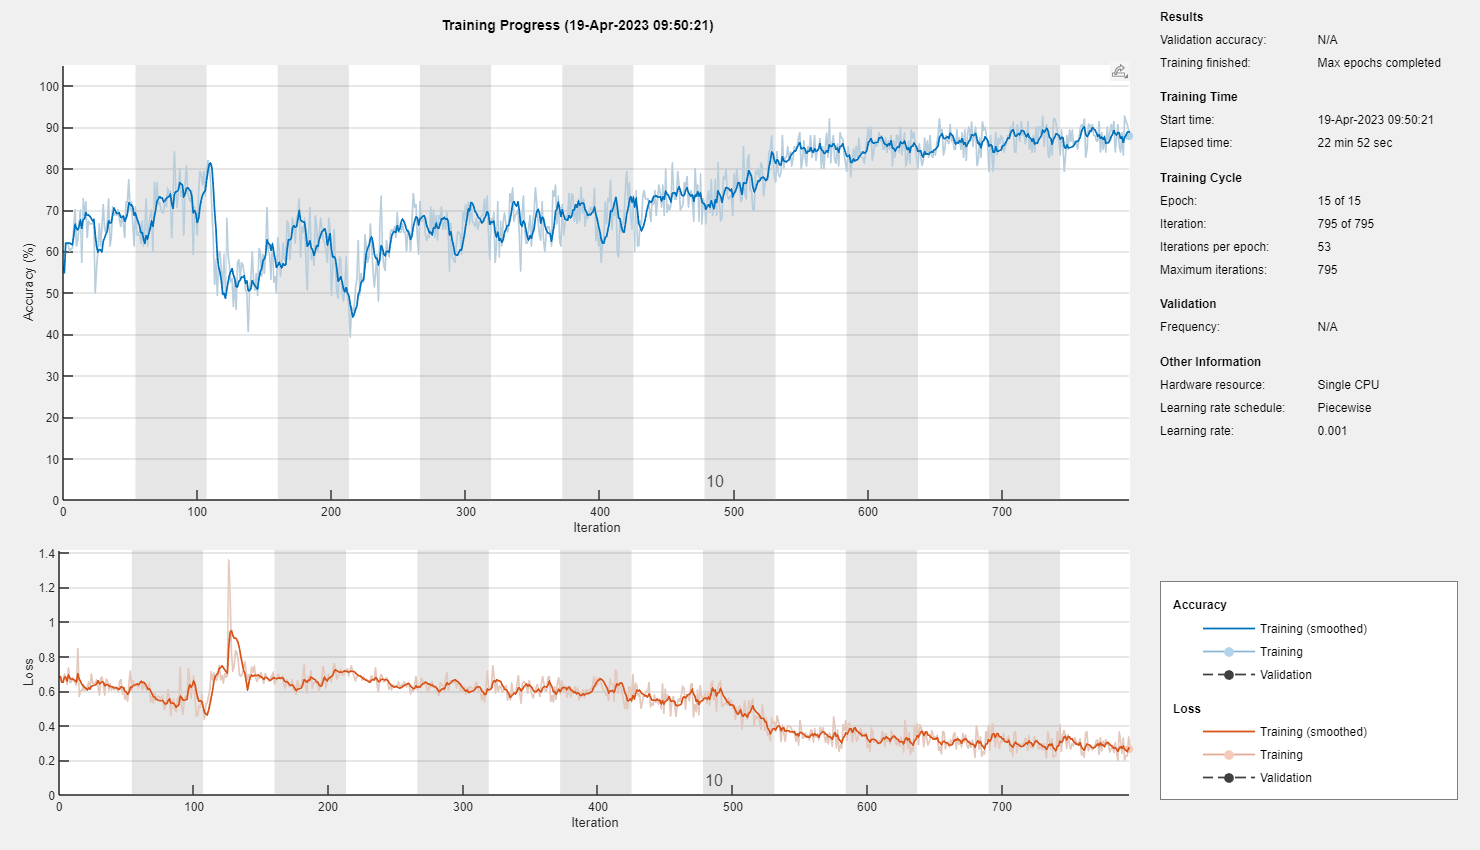 Training Progress (19-Apr-2023 09:50:21)
Accuracy (%)
100
90
80
70
60
50
40
30
20
10
0
10
0 100 200 300 400 500 600 700
Iteration
Loss
1.4
1.2
1
0.8
0.6
0.4
0.2
0
10
0 100 200 300 400 500 600 700
Iteration
Results
Validation accuracy: N/A
Training finished: Max epochs completed
Training Time
Start time: 19-Apr-2023 09:50:21
Elapsed time: 22 min 52 sec
Training Cycle
Epoch: 15 of 15
Iteration: 795 of 795
Iterations per epoch: 53
Maximum iterations: 795
Validation
Frequency: N/A
Other Information
Hardware resource: Single CPU
Learning rate schedule: Piecewise
Learning rate: 0.001
Accuracy
Training (smoothed)
Training
Validation
Loss
Training (smoothed)
Training
Validation